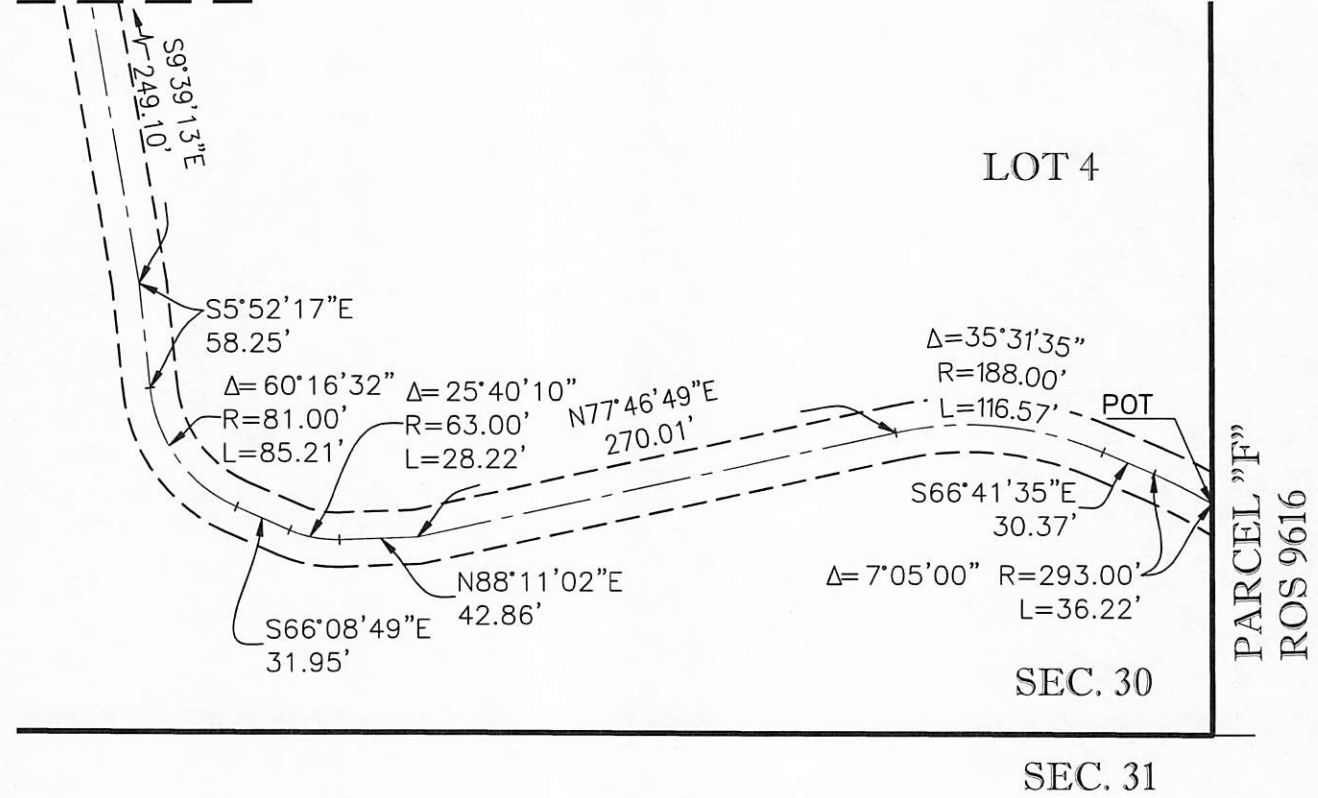 S9°39'13"E
249.10'
LOT 4
S5°52'17"E
58.25'
Δ=60°16'32"
R=81.00'
L=85.21'
Δ=25°40'10"
R=63.00'
L=28.22'
N77°46'49"E
270.01'
Δ=35°31'35"
R=188.00'
L=116.57'
POT
S66°41'35"E
30.37'
Δ=7°05'00" R=293.00'
L=36.22'
N88°11'02"E
42.86'
S66°08'49"E
31.95'
PARCEL "F"
ROS 9616
SEC. 30
SEC. 31